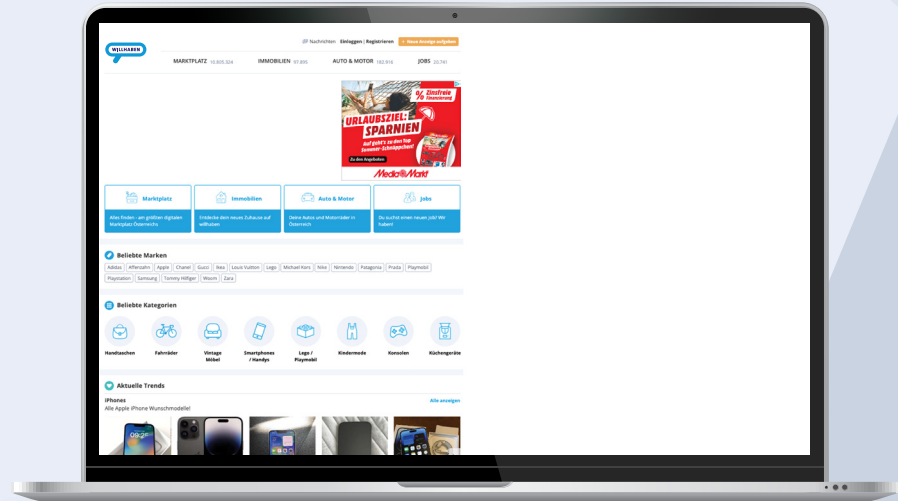 Nachrichten Einloggen | Registrieren + Neue Anzeige aufgeben
WILLHABEN
MARKTPLATZ 10.805.324 IMMOBILIEN 97.895 AUTO & MOTOR 182.916 JOBS 20.741
% Zinsfreie
Finanzierung
URLAUBSZIEL:
SPARNIEN
Auf geht's zu den Top
Sommer-Schnäppchen!
Zu den Angeboten
MediaMarkt
Marktplatz Immobilien Auto & Motor Jobs
Alles finden - am größten digitalen Entdecke dein neues Zuhause auf Deine Autos und Motorräder in Du suchst einen neuen Job? Wir
Marktplatz Österreichs willhaben Österreich haben!
Beliebte Marken
Adidas Affenzahn Apple Chanel Gucci Ikea Louis Vuitton Lego Michael Kors Nike Nintendo Patagonia Prada Playmobil
Playstation Samsung Tommy Hilfiger Woom Zara
Beliebte Kategorien
Handtaschen Fahrräder Vintage Smartphones Lego / Kindermode Konsolen Küchengeräte
Möbel / Handys Playmobil
Aktuelle Trends
iPhones Alle anzeigen
Alle Apple iPhone Wunschmodelle!